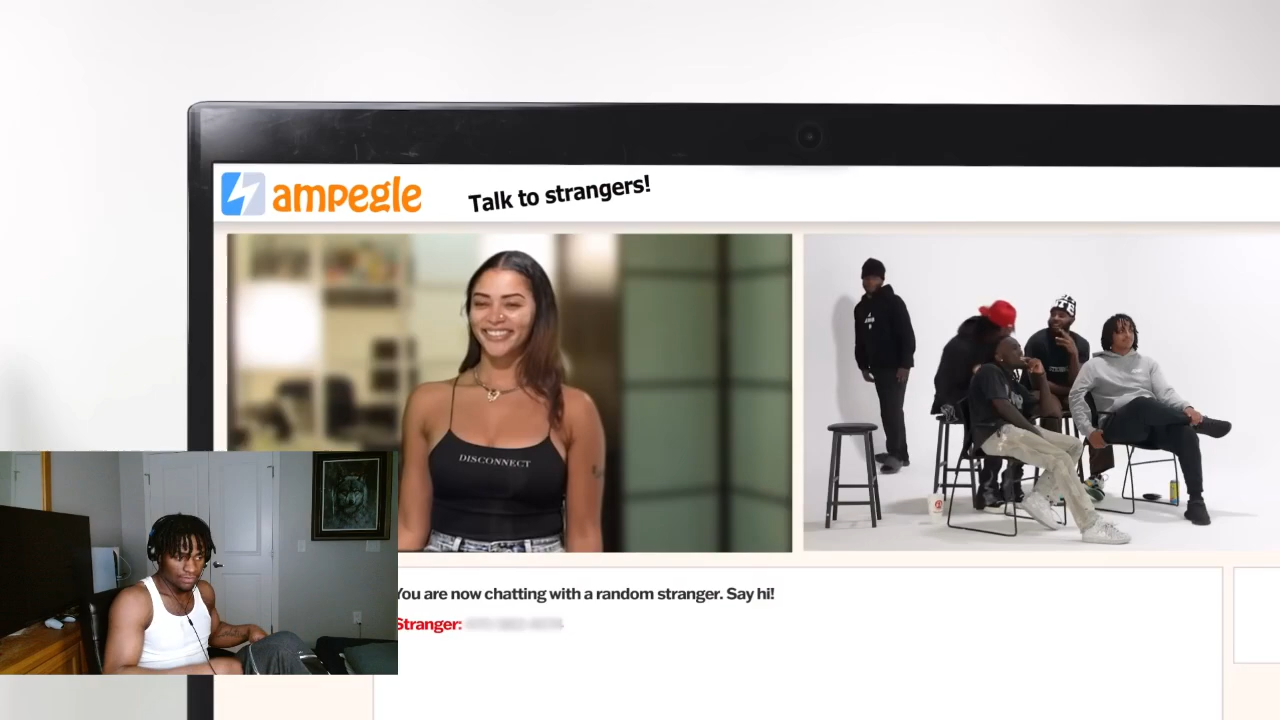 ampegle
Talk to strangers!
DISCONNECT
You are now chatting with a random stranger. Say hi!
Stranger: